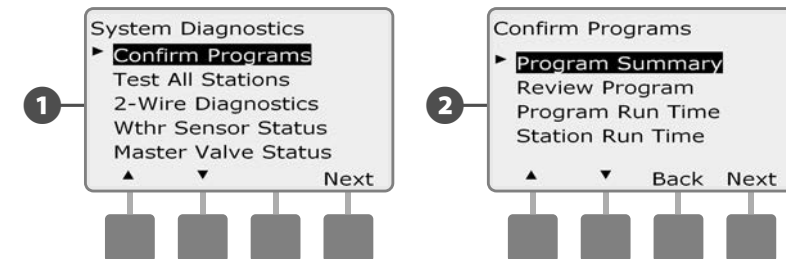 1
System Diagnostics
► Confirm Programs
Test All Stations
2-Wire Diagnostics
Wthr Sensor Status
Master Valve Status
▲ ▼ Next
2
Confirm Programs
► Program Summary
Review Program
Program Run Time
Station Run Time
▲ ▼ Back Next